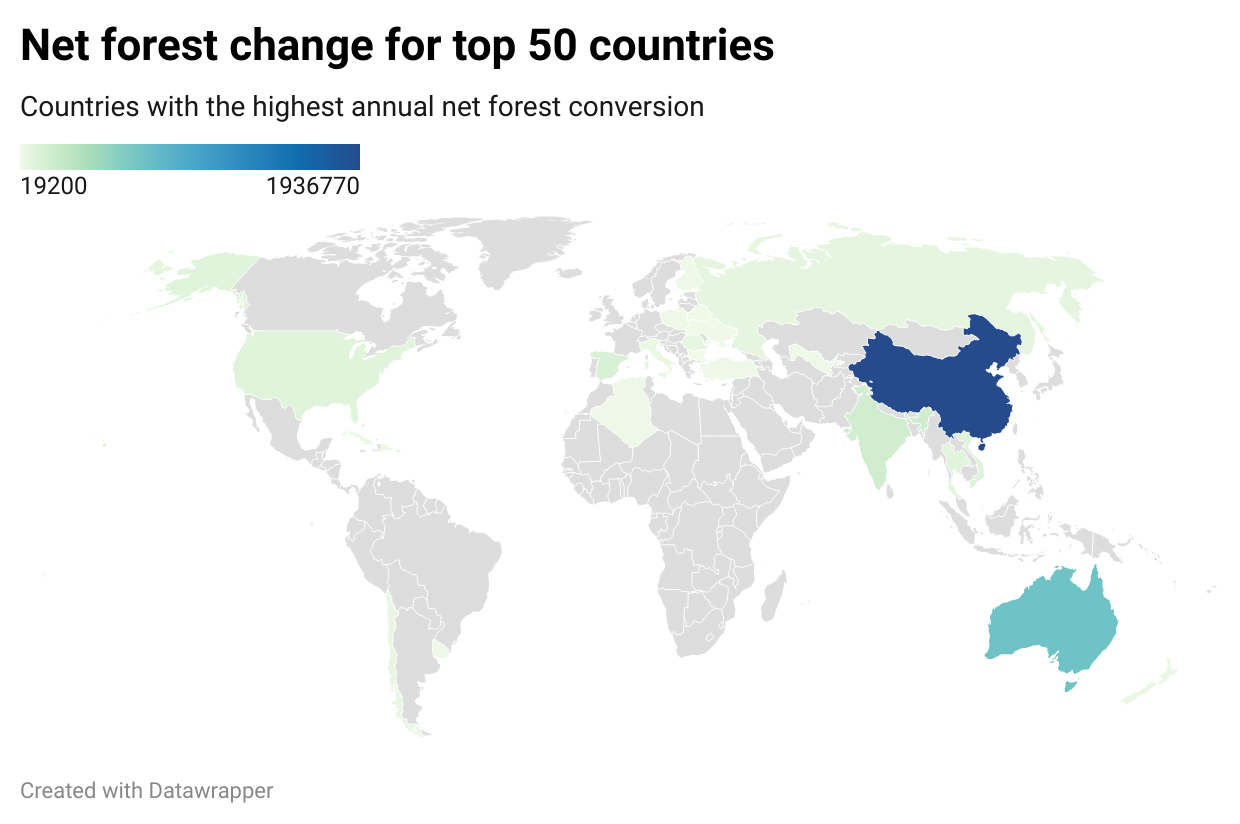 Net forest change for top 50 countries
Countries with the highest annual net forest conversion
19200 1936770
Created with Datawrapper